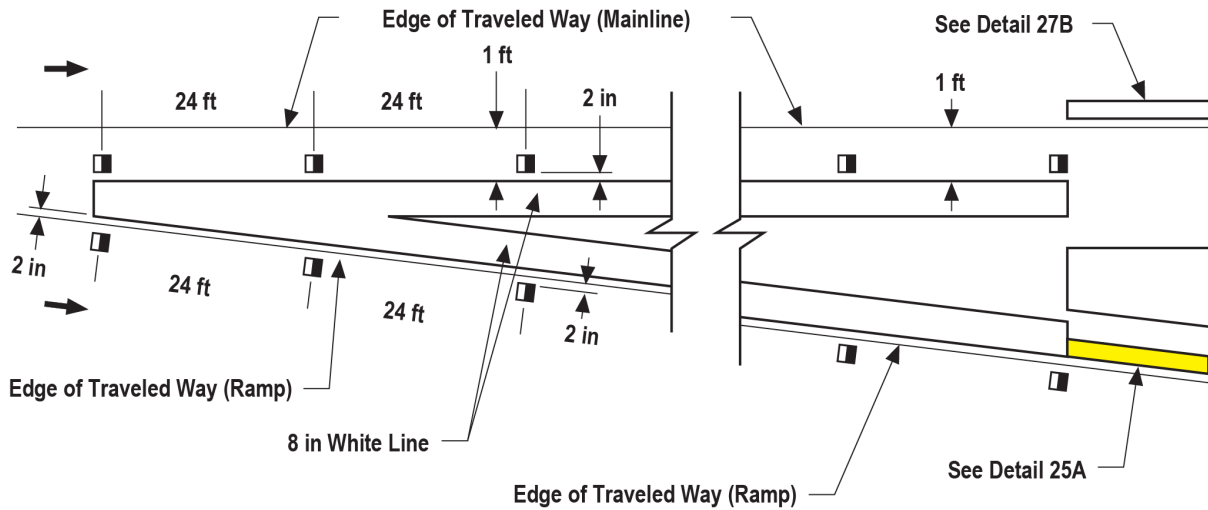 Edge of Traveled Way (Mainline)
See Detail 27B
1 ft
1 ft
24 ft
24 ft
2 in
2 in
24 ft
24 ft
2 in
Edge of Traveled Way (Ramp)
8 in White Line
See Detail 25A
Edge of Traveled Way (Ramp)